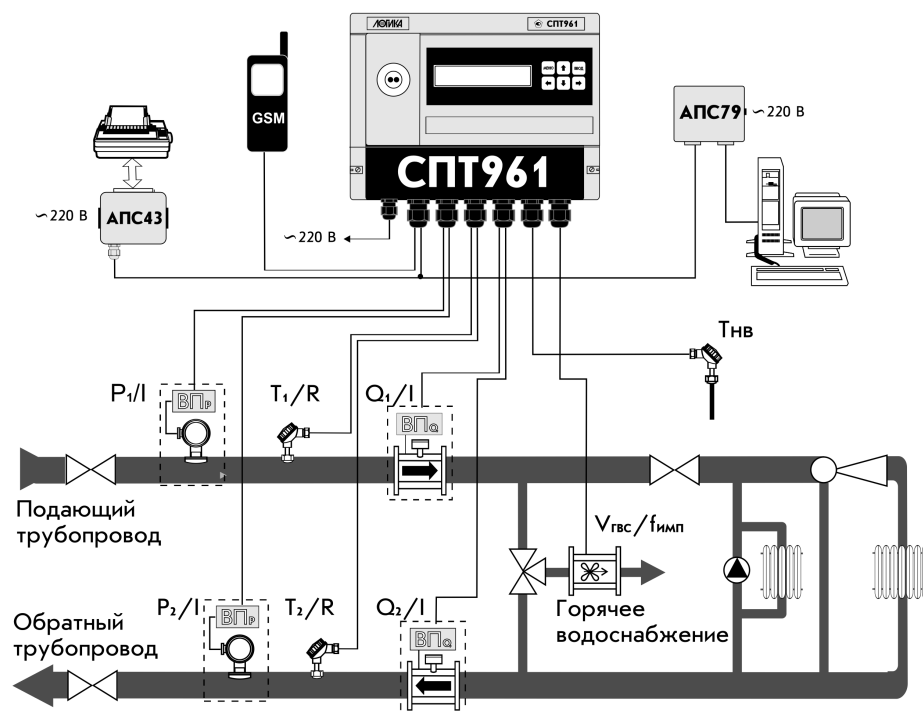 ЛОГИКА
СПТ961
МЕНЮ
ВВОД
GSM
СПТ961
АПС79
~220 В
~220 В
АПС43
~220 В
Tнв
P₁/I
T₁/R
Q₁/I
ВПР
ВПQ
Подающий
трубопровод
Vгвс/fимп
P₂/I
T₂/R
Q₂/I
ВПР
ВПQ
Горячее
водоснабжение
Обратный
трубопровод